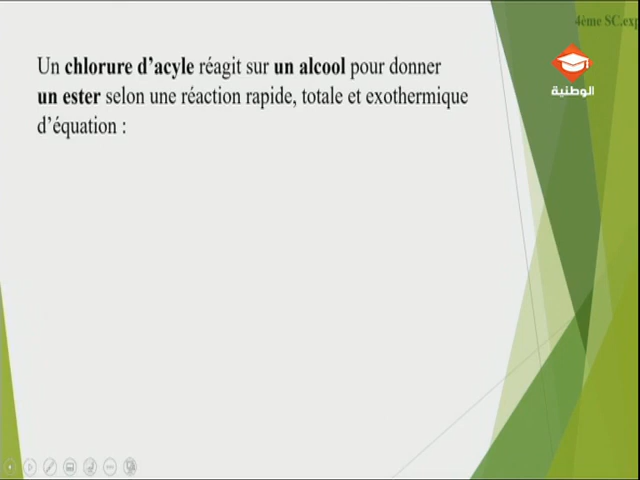 4ème SC.exp
الوطنية
Un chlorure d'acyle réagit sur un alcool pour donner
un ester selon une réaction rapide, totale et exothermique
d'équation :